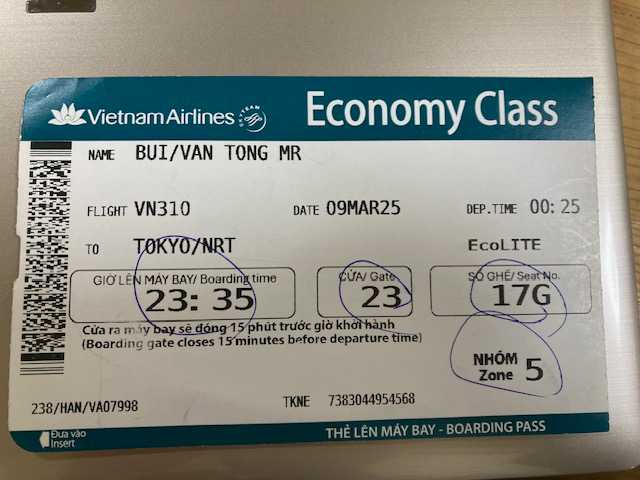 Vietnam Airlines SKYTEAM Economy Class
NAME BUI/VAN TONG MR
FLIGHT VN310 DATE 09MAR25 DEP.TIME 00:25
TO TOKYO/NRT EcoLITE
GIỜ LÊN MÁY BAY/ Boarding time CỬA/ Gate SỐ GHẾ/ Seat No.
23:35 23 17G
Cửa ra máy bay sẽ đóng 15 phút trước giờ khởi hành
(Boarding gate closes 15 minutes before departure time)
NHÓM
Zone 5
238/HAN/VA07998 TKNE 7383044954568
Đưa vào
Insert
THẺ LÊN MÁY BAY - BOARDING PASS